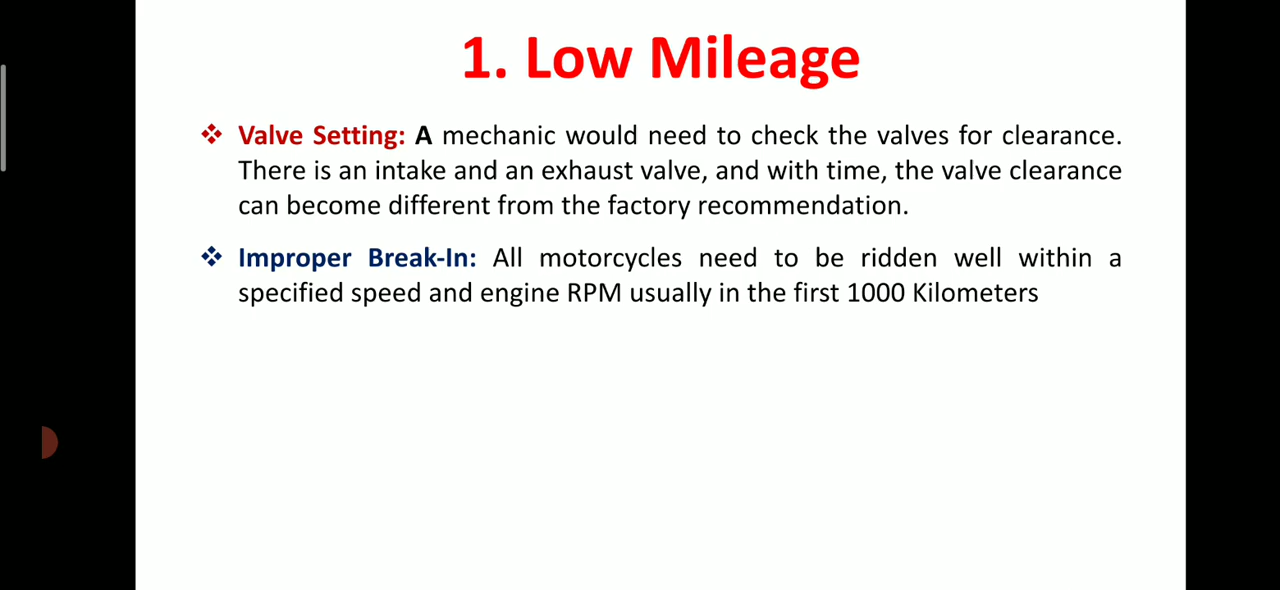 1. Low Mileage
❖ Valve Setting: A mechanic would need to check the valves for clearance.
There is an intake and an exhaust valve, and with time, the valve clearance
can become different from the factory recommendation.
❖ Improper Break-In: All motorcycles need to be ridden well within a
specified speed and engine RPM usually in the first 1000 Kilometers